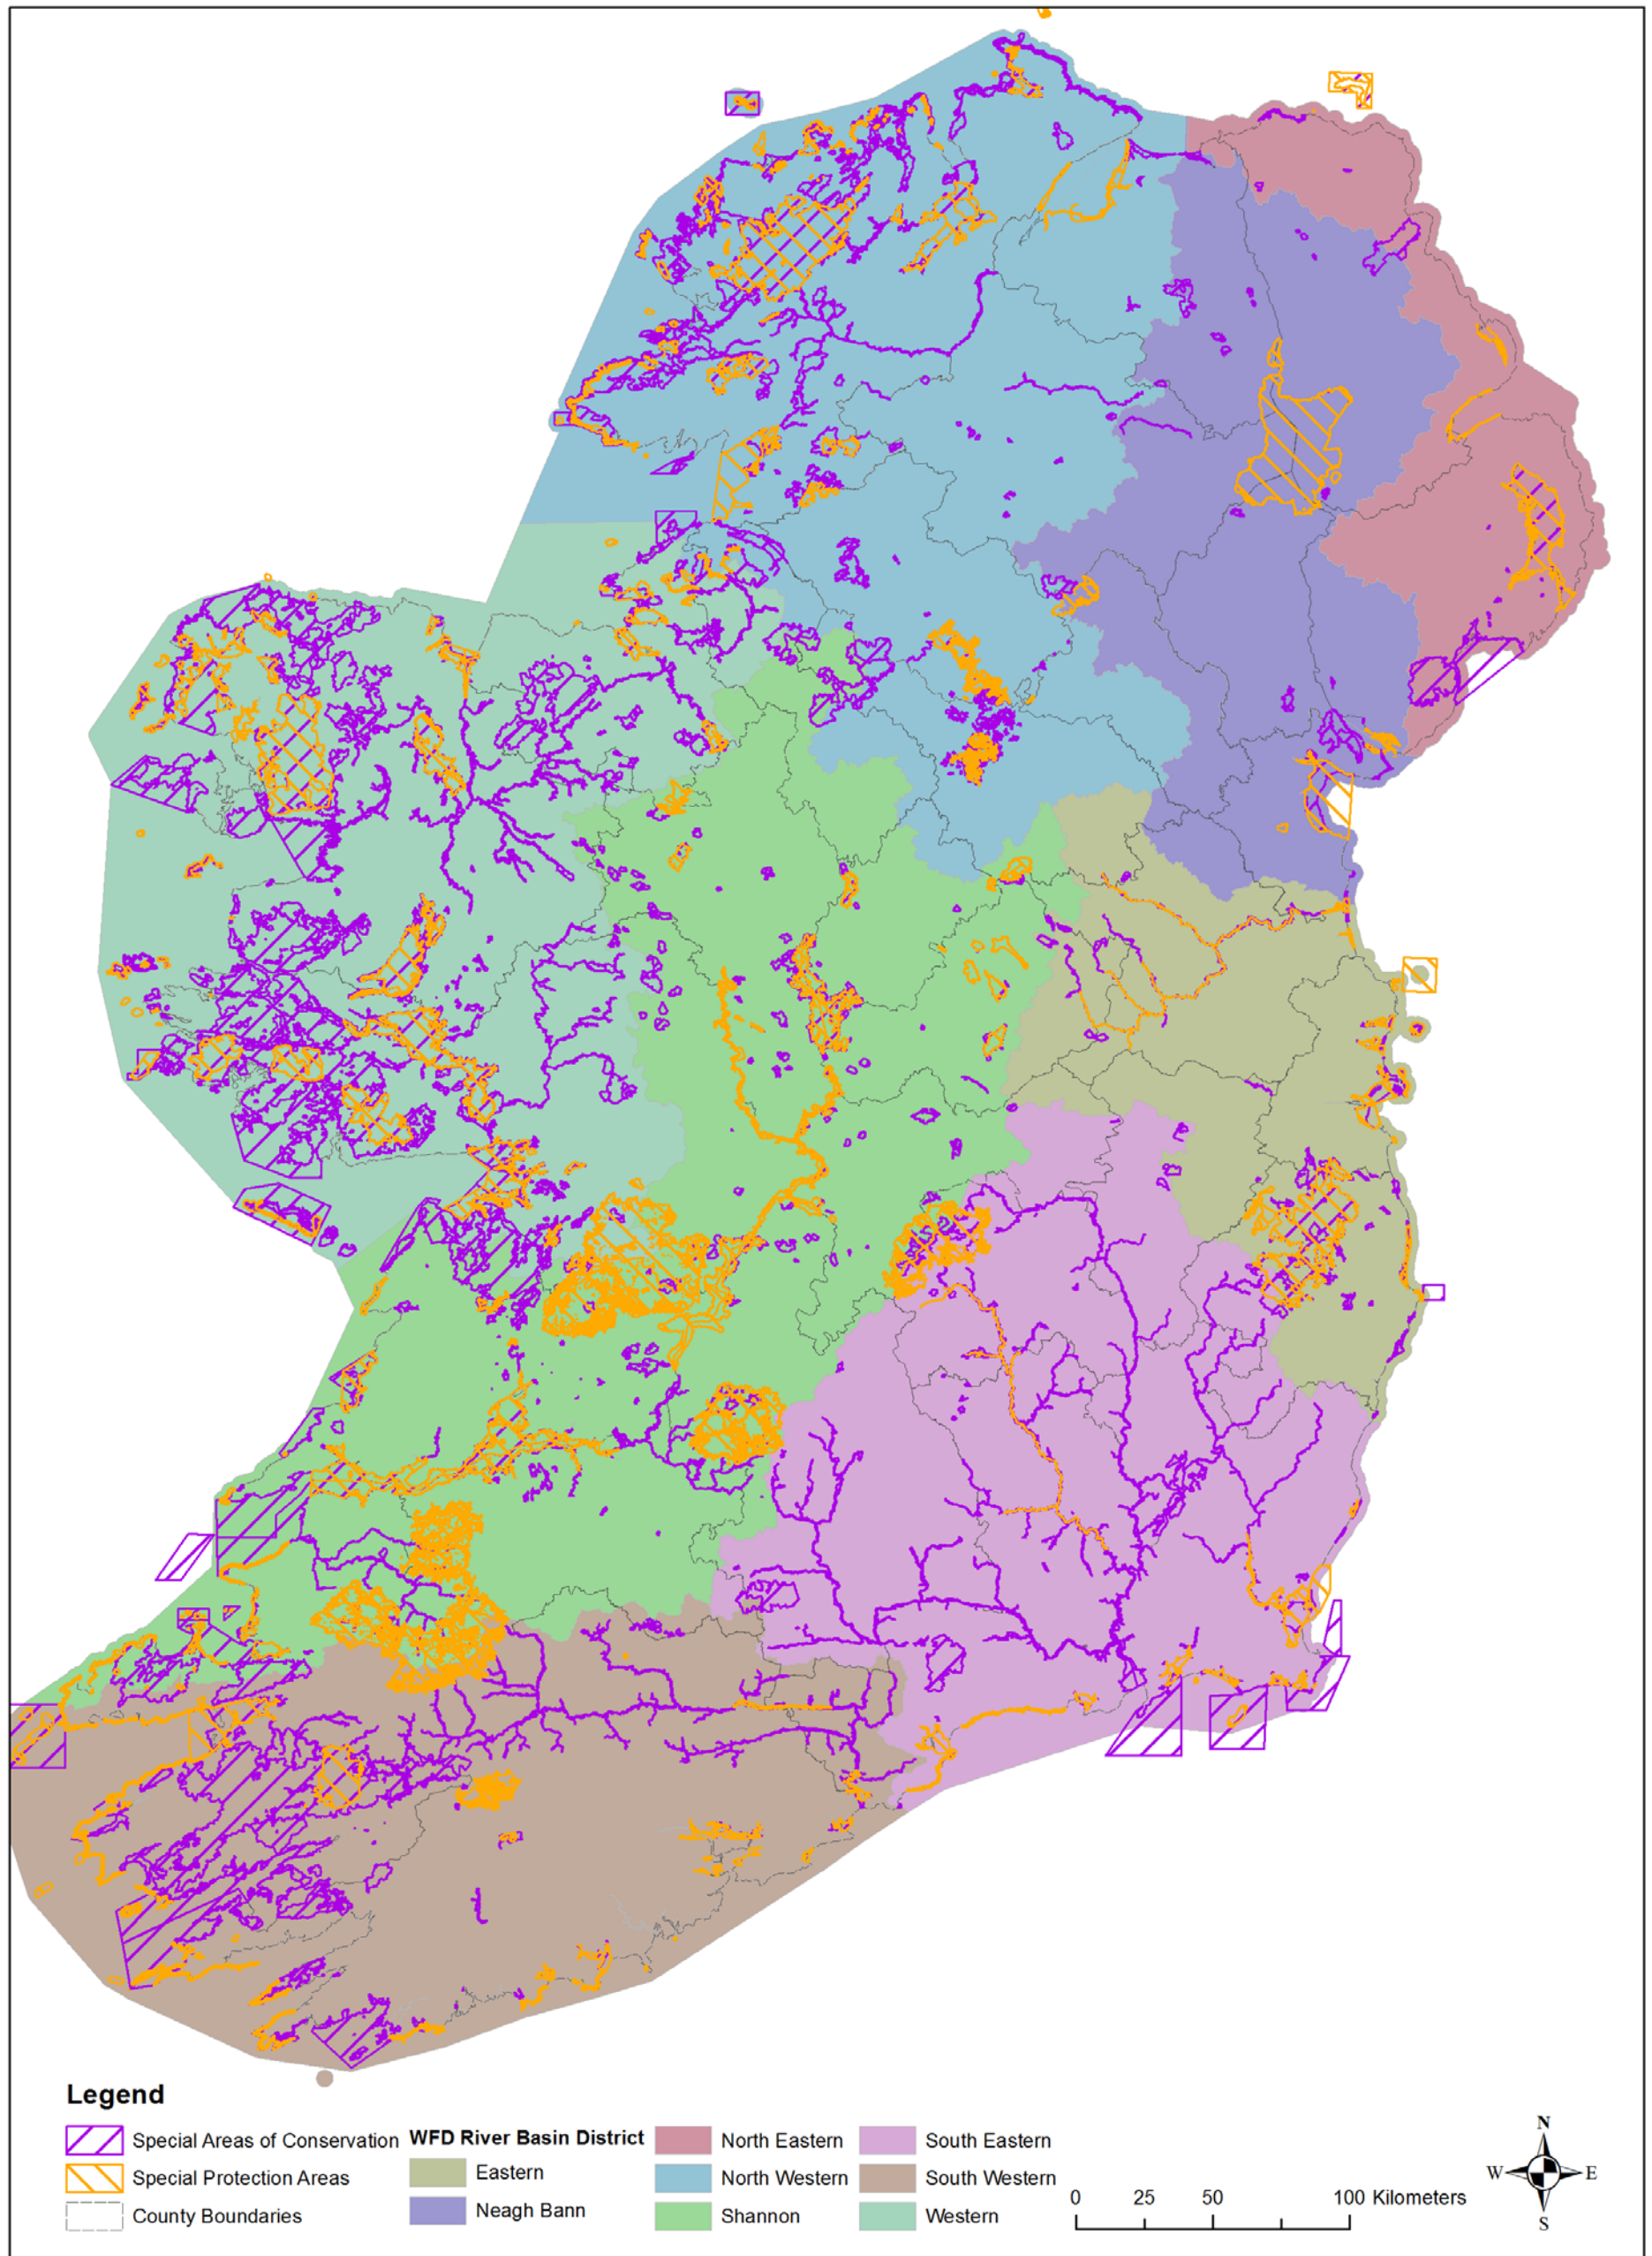 Legend
Special Areas of Conservation
Special Protection Areas
County Boundaries
WFD River Basin District
Eastern
Neagh Bann
North Eastern
North Western
Shannon
South Eastern
South Western
Western
0 25 50 100 Kilometers
N
W E
S